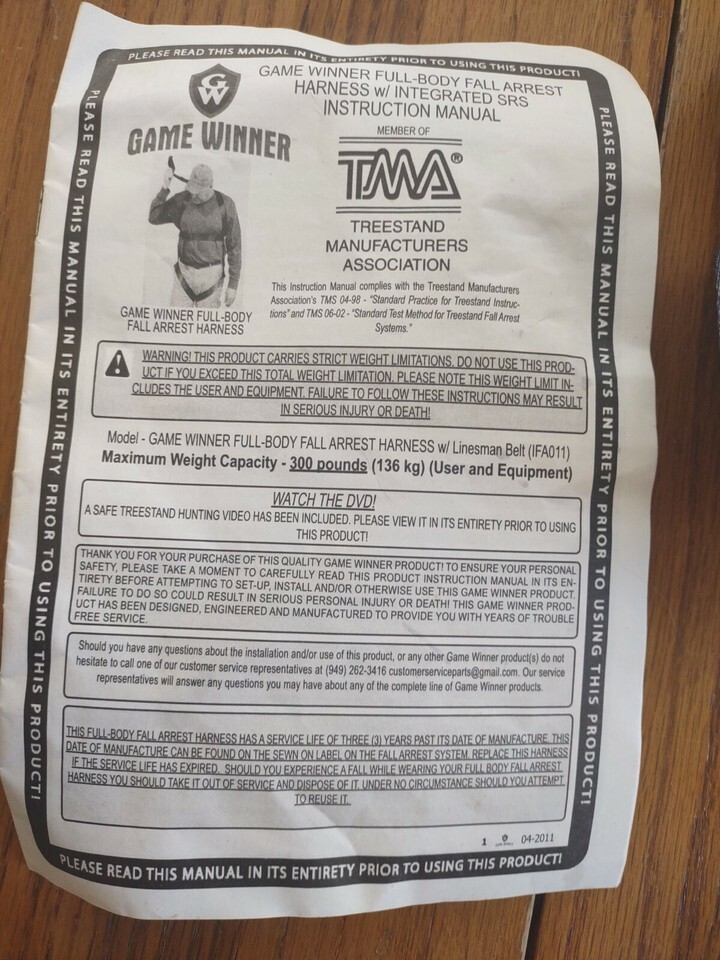 PLEASE READ THIS MANUAL IN ITS ENTIRETY PRIOR TO USING THIS PRODUCT!
PLEASE READ THIS MANUAL IN ITS ENTIRETY PRIOR TO USING THIS PRODUCT!
PLEASE READ THIS MANUAL IN ITS ENTIRETY PRIOR TO USING THIS PRODUCT!
GW
GAME WINNER
GAME WINNER FULL-BODY FALL ARREST
HARNESS w/ INTEGRATED SRS
INSTRUCTION MANUAL
MEMBER OF
TMA®
TREESTAND
MANUFACTURERS
ASSOCIATION
This Instruction Manual complies with the Treestand Manufacturers
Association's TMS 04-98 - "Standard Practice for Treestand Instruc-
tions" and TMS 06-02 - "Standard Test Method for Treestand Fall Arrest
Systems."
GAME WINNER FULL-BODY
FALL ARREST HARNESS
WARNING! THIS PRODUCT CARRIES STRICT WEIGHT LIMITATIONS. DO NOT USE THIS PROD-
UCT IF YOU EXCEED THIS TOTAL WEIGHT LIMITATION. PLEASE NOTE THIS WEIGHT LIMIT IN-
CLUDES THE USER AND EQUIPMENT. FAILURE TO FOLLOW THESE INSTRUCTIONS MAY RESULT
IN SERIOUS INJURY OR DEATH!
Model - GAME WINNER FULL-BODY FALL ARREST HARNESS w/ Linesman Belt (IFA011)
Maximum Weight Capacity - 300 pounds (136 kg) (User and Equipment)
WATCH THE DVD!
A SAFE TREESTAND HUNTING VIDEO HAS BEEN INCLUDED. PLEASE VIEW IT IN ITS ENTIRETY PRIOR TO USING
THIS PRODUCT!
THANK YOU FOR YOUR PURCHASE OF THIS QUALITY GAME WINNER PRODUCT! TO ENSURE YOUR PERSONAL
SAFETY, PLEASE TAKE A MOMENT TO CAREFULLY READ THIS PRODUCT INSTRUCTION MANUAL IN ITS EN-
TIRETY BEFORE ATTEMPTING TO SET-UP, INSTALL AND/OR OTHERWISE USE THIS GAME WINNER PRODUCT.
FAILURE TO DO SO COULD RESULT IN SERIOUS PERSONAL INJURY OR DEATH! THIS GAME WINNER PROD-
UCT HAS BEEN DESIGNED, ENGINEERED AND MANUFACTURED TO PROVIDE YOU WITH YEARS OF TROUBLE
FREE SERVICE.
Should you have any questions about the installation and/or use of this product, or any other Game Winner product(s) do not
hesitate to call one of our customer service representatives at (949) 262-3416 customerserviceparts@gmail.com. Our service
representatives will answer any questions you may have about any of the complete line of Game Winner products.
THIS FULL-BODY FALL ARREST HARNESS HAS A SERVICE LIFE OF THREE (3) YEARS PAST ITS DATE OF MANUFACTURE. THIS
DATE OF MANUFACTURE CAN BE FOUND ON THE SEWN ON LABEL ON THE FALL ARREST SYSTEM. REPLACE THIS HARNESS
IF THE SERVICE LIFE HAS EXPIRED. SHOULD YOU EXPERIENCE A FALL WHILE WEARING YOUR FULL BODY FALL ARREST
HARNESS YOU SHOULD TAKE IT OUT OF SERVICE AND DISPOSE OF IT. UNDER NO CIRCUMSTANCE SHOULD YOU ATTEMPT
TO REUSE IT.
1 04-2011
PLEASE READ THIS MANUAL IN ITS ENTIRETY PRIOR TO USING THIS PRODUCT!